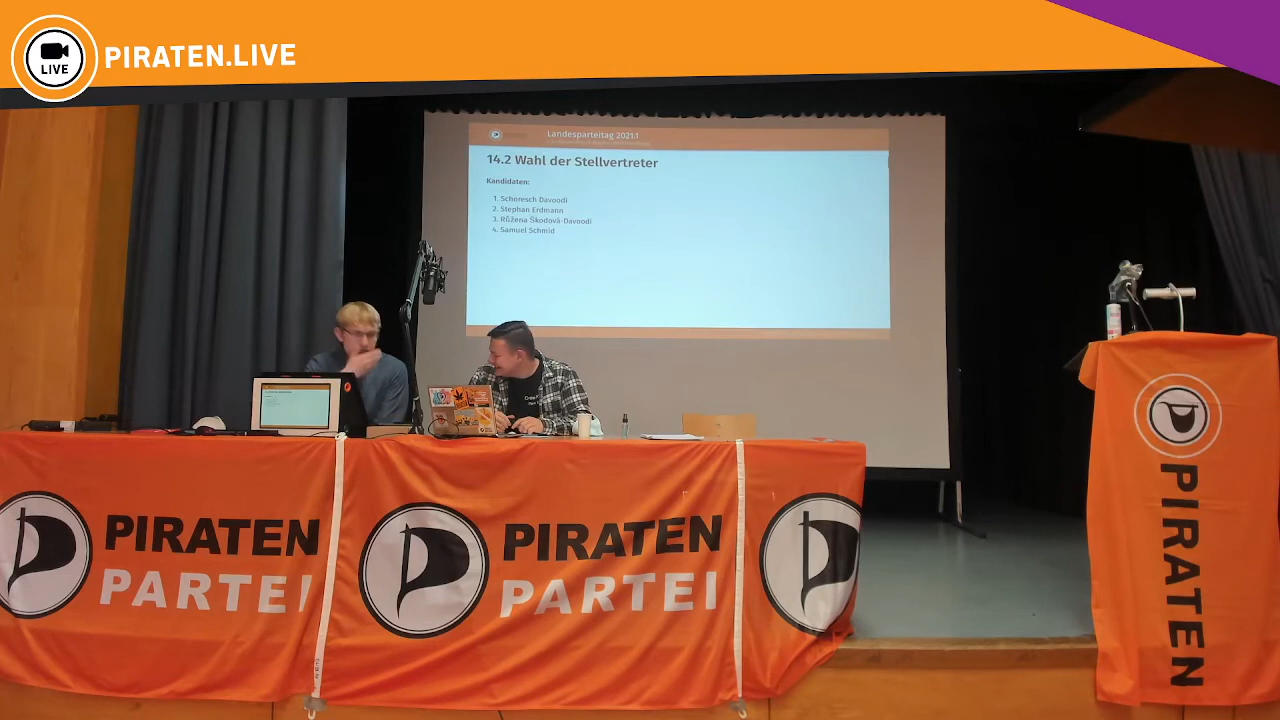 LIVE
PIRATEN.LIVE
Landesparteitag 2021.1
14.2 Wahl der Stellvertreter
Kandidaten:
1. Schoresch Davoodi
2. Stephan Erdmann
3. Růžena Škodová-Davoodi
4. Samuel Schmid
PIRATEN
PARTEI
PIRATEN
PARTEI
PIRATEN